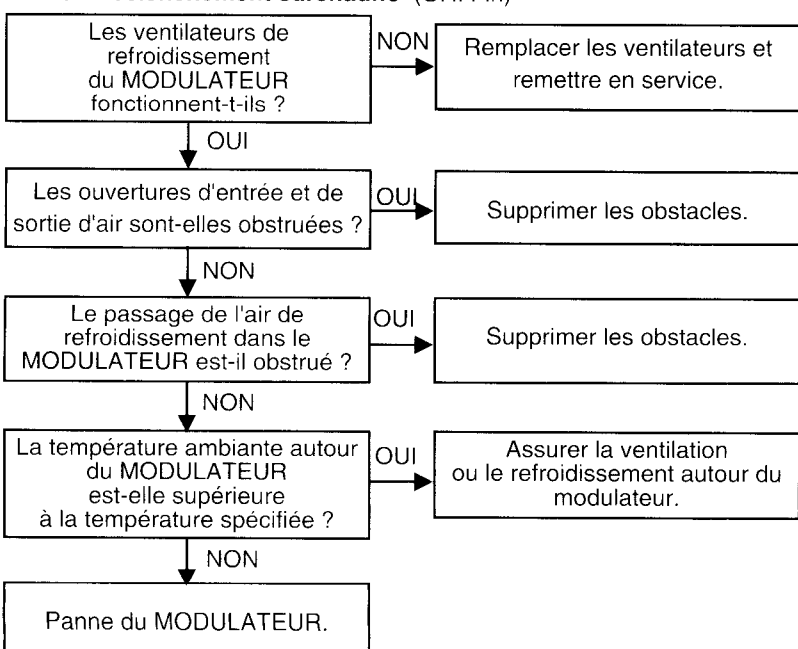 Les ventilateurs de
refroidissement
du MODULATEUR
fonctionnent-t-ils ?
NON
Remplacer les ventilateurs et
remettre en service.
OUI
Les ouvertures d'entrée et de
sortie d'air sont-elles obstruées ?
OUI
Supprimer les obstacles.
NON
Le passage de l'air de
refroidissement dans le
MODULATEUR est-il obstrué ?
OUI
Supprimer les obstacles.
NON
La température ambiante autour
du MODULATEUR
est-elle supérieure
à la température spécifiée ?
OUI
Assurer la ventilation
ou le refroidissement autour du
modulateur.
NON
Panne du MODULATEUR.